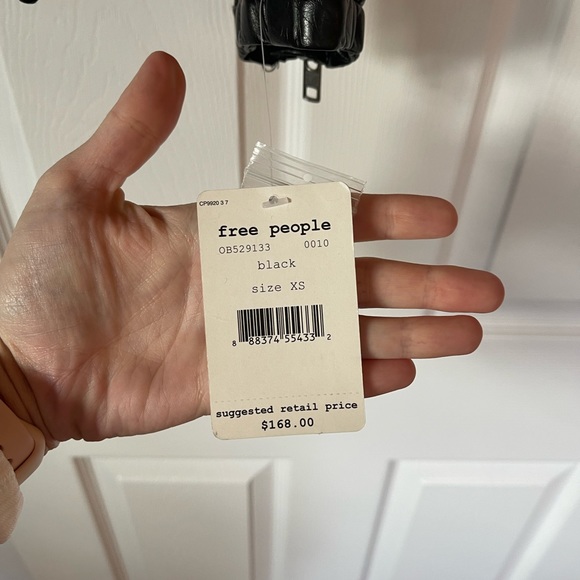 CP9920 3 7
free people
OB529133 0010
black
size XS
8 88374 55433 2
suggested retail price
$168.00